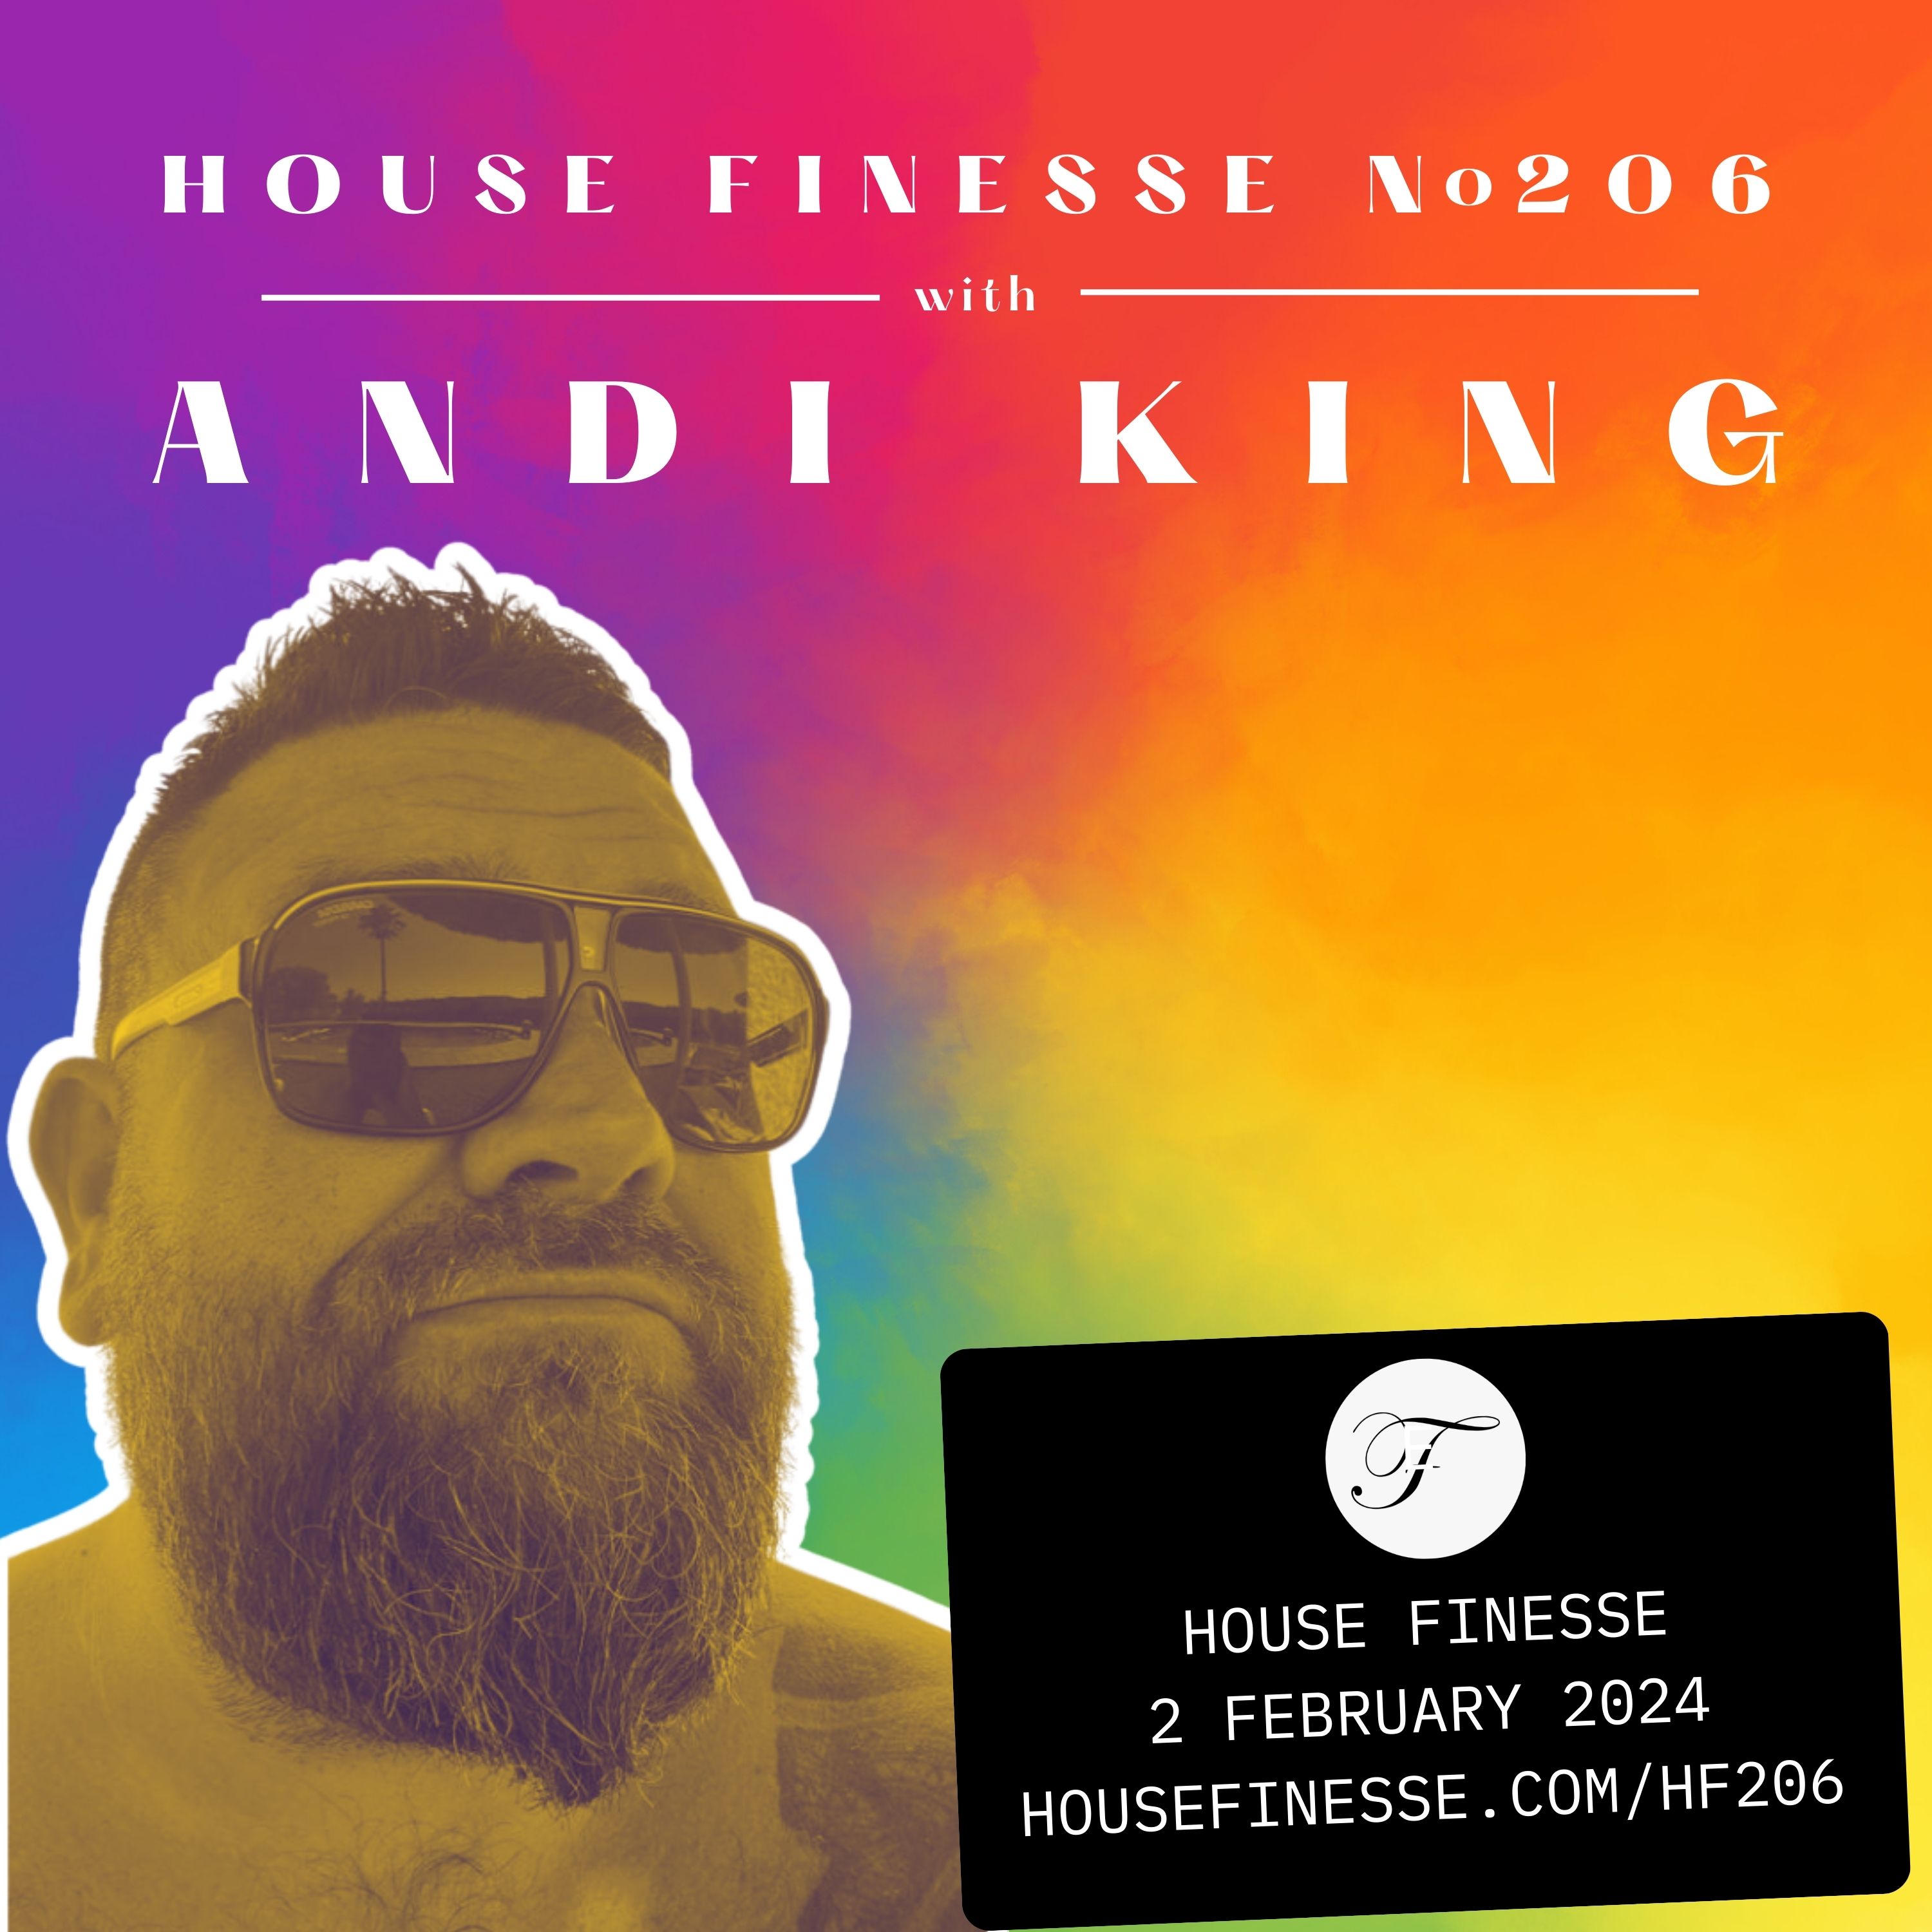 HOUSE FINESSE No206
with
ANDI KING
HOUSE FINESSE
2 FEBRUARY 2024
HOUSEFINESSE.COM/HF206